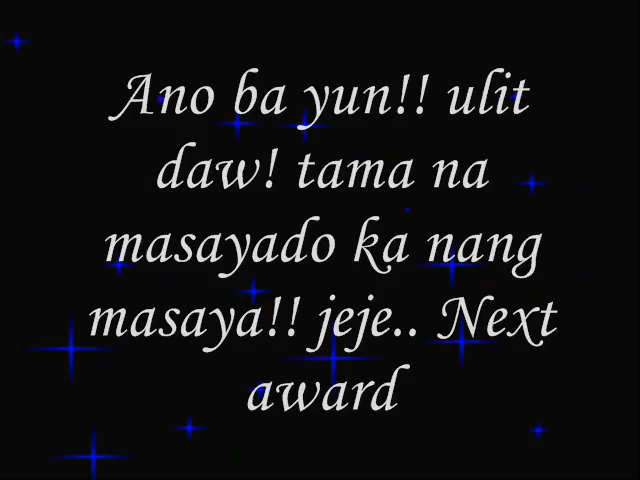 Ano ba yun!! ulit
daw! tama na
masayado ka nang
masaya!! jeje.. Next
award